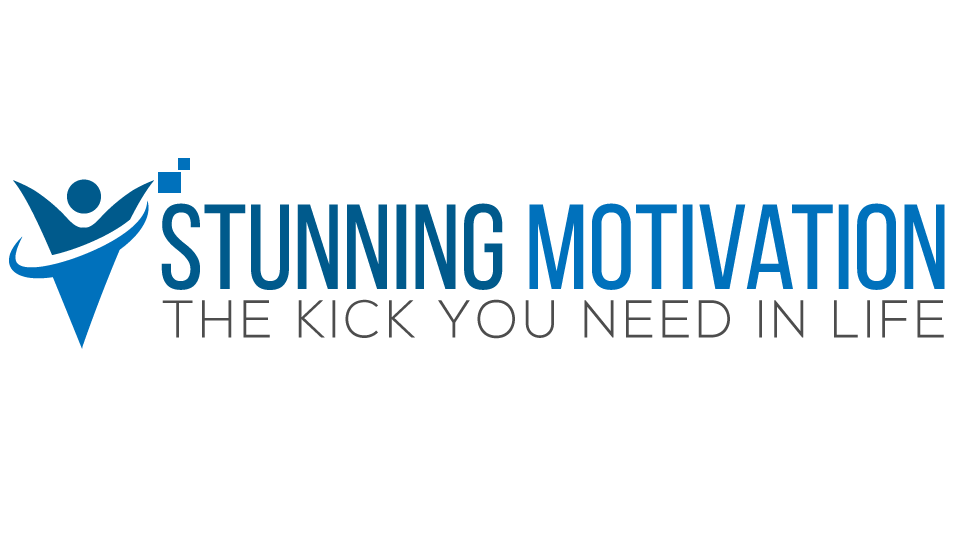 STUNNING MOTIVATION
THE KICK YOU NEED IN LIFE